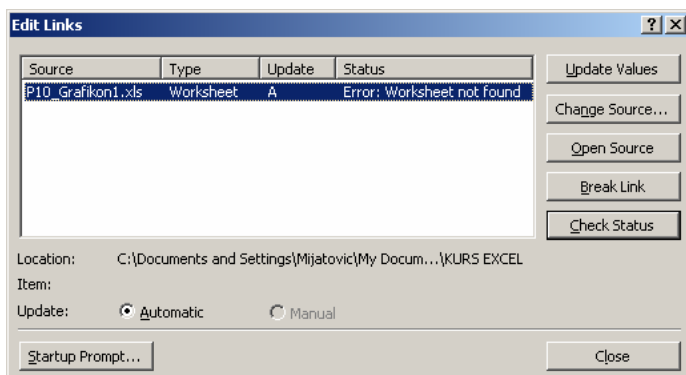 Edit Links
Source Type Update Status
P10_Grafikon1.xls Worksheet A Error: Worksheet not found
Update Values
Change Source...
Open Source
Break Link
Check Status
Location: C:\Documents and Settings\Mijatovic\My Docum...\KURS EXCEL
Item:
Update: Automatic Manual
Startup Prompt... Close